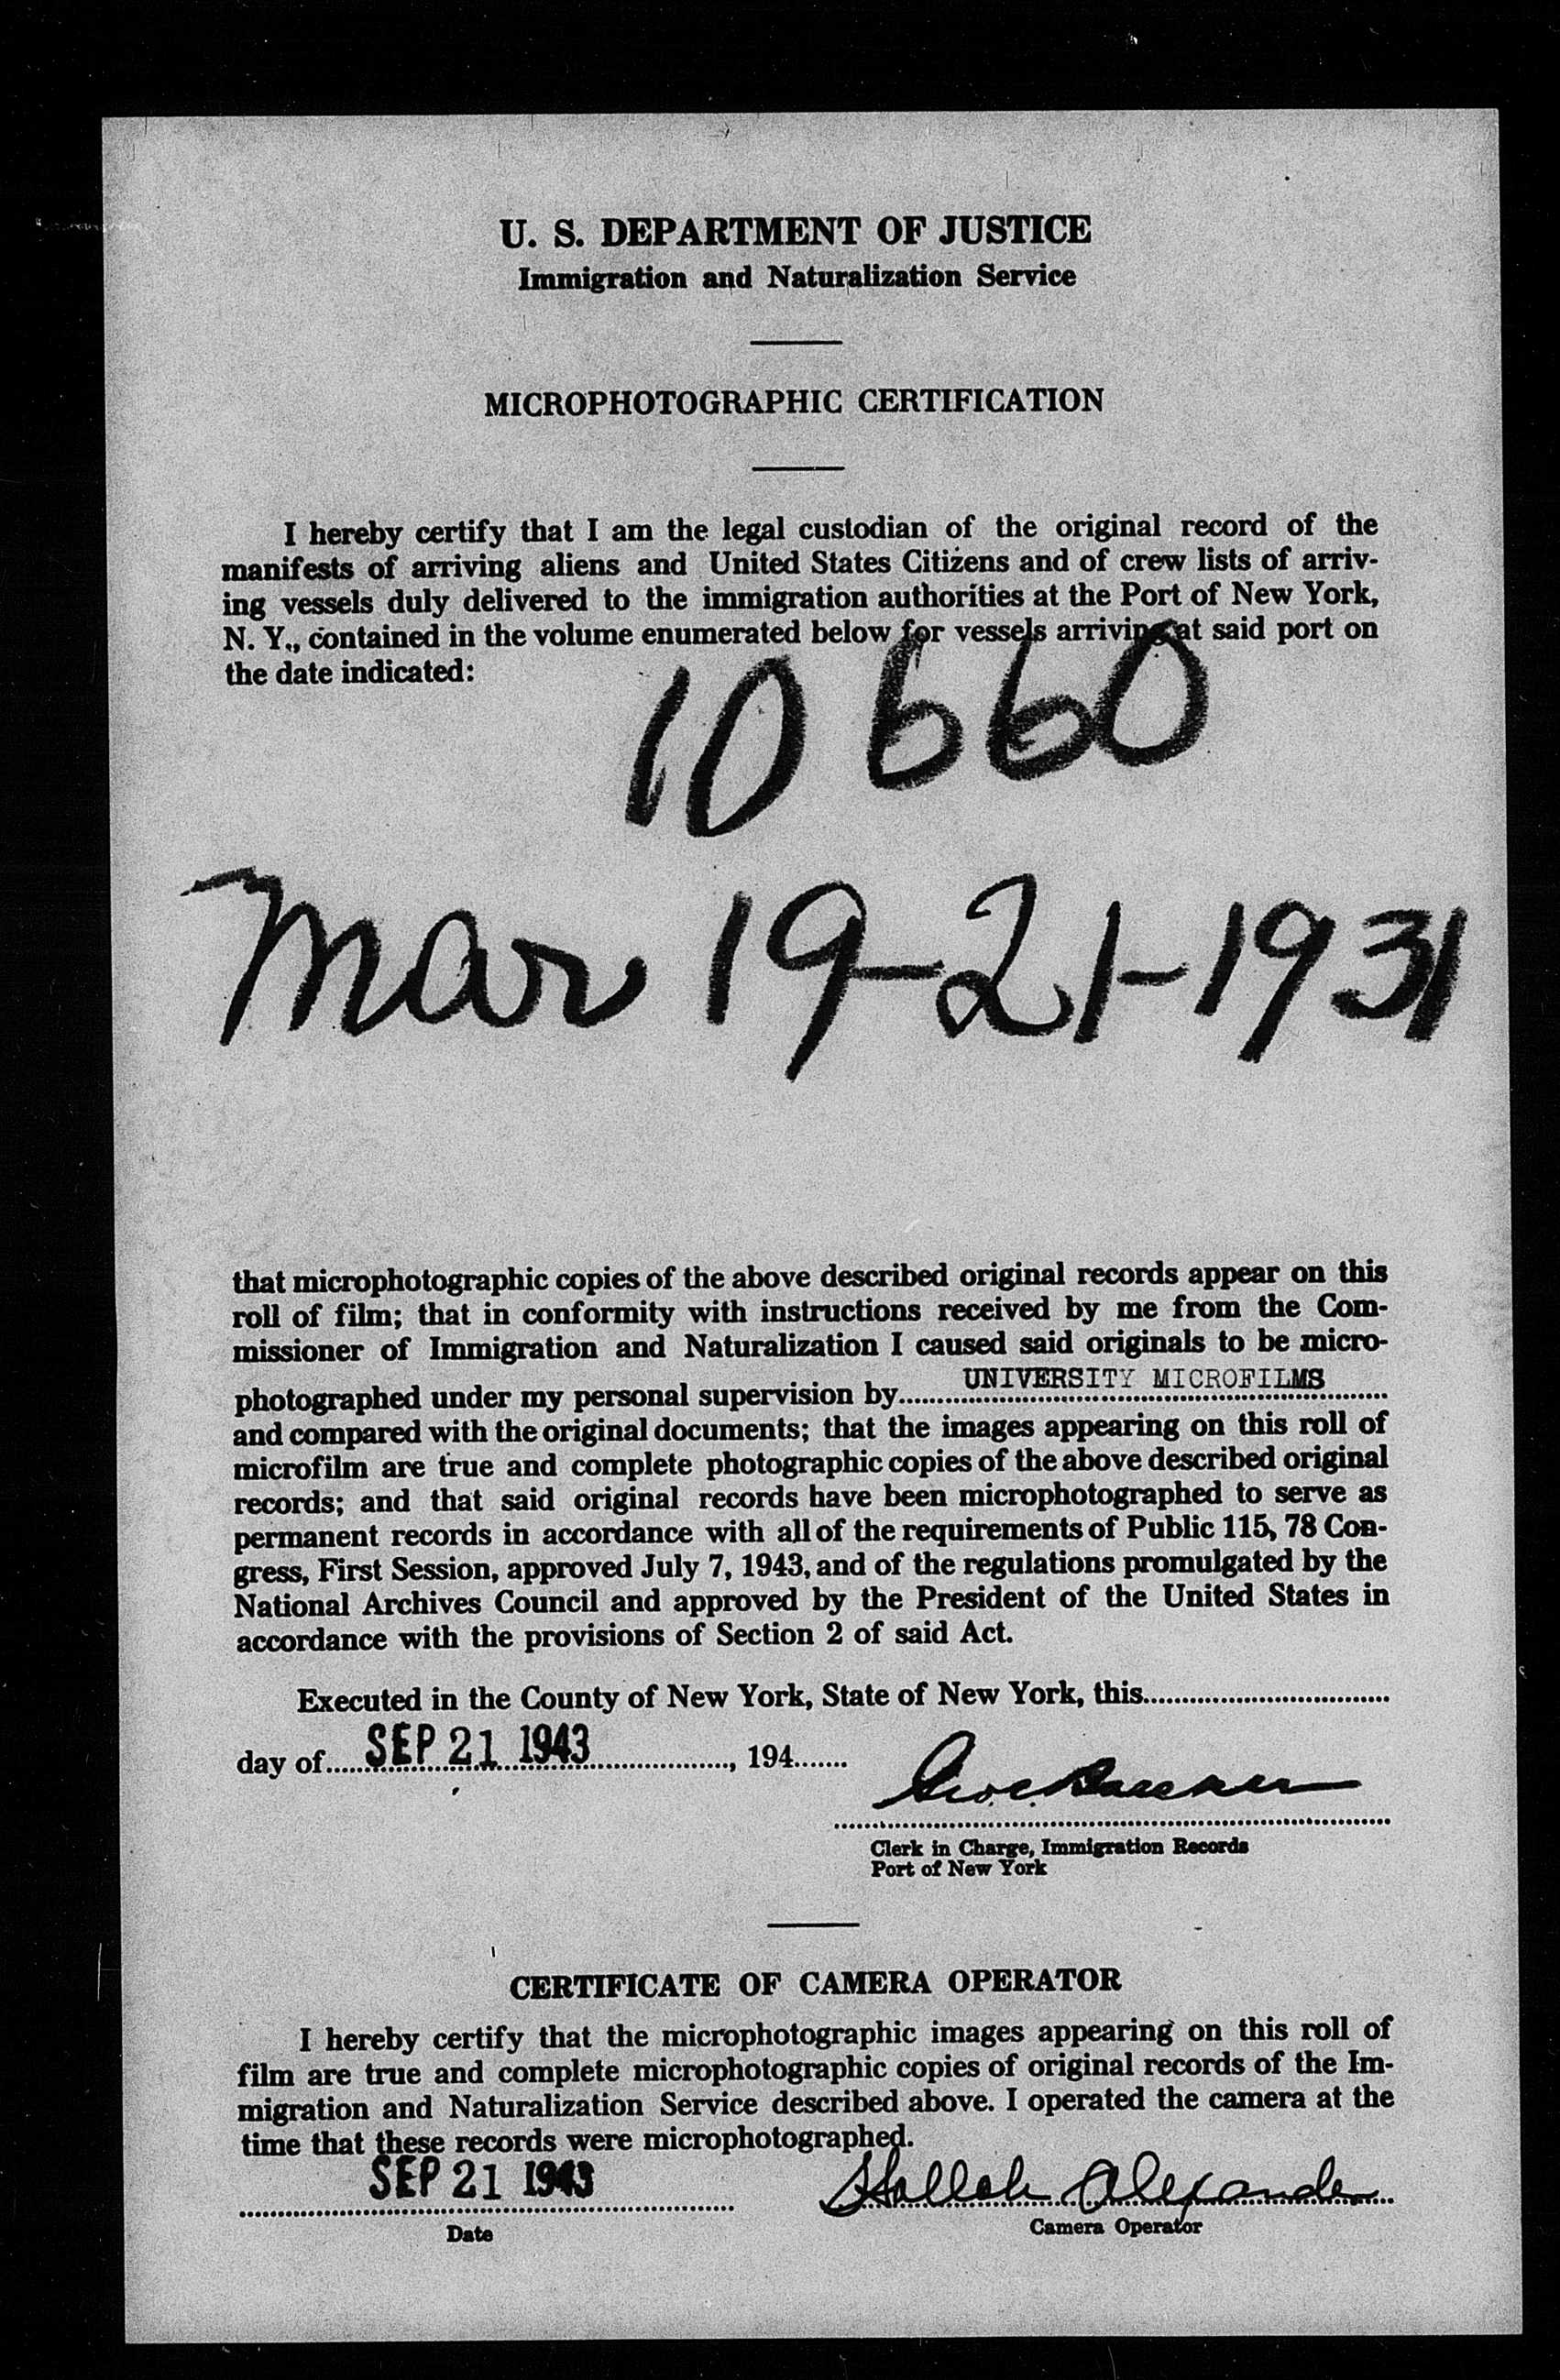 U. S. DEPARTMENT OF JUSTICE
Immigration and Naturalization Service
MICROPHOTOGRAPHIC CERTIFICATION
I hereby certify that I am the legal custodian of the original record of the
manifests of arriving aliens and United States Citizens and of crew lists of arriv-
ing vessels duly delivered to the immigration authorities at the Port of New York,
N. Y., contained in the volume enumerated below for vessels arriving at said port on
the date indicated:
10660
Mar 19-21-1931
that microphotographic copies of the above described original records appear on this
roll of film; that in conformity with instructions received by me from the Com-
missioner of Immigration and Naturalization I caused said originals to be micro-
photographed under my personal supervision by UNIVERSITY MICROFILMS
and compared with the original documents; that the images appearing on this roll of
microfilm are true and complete photographic copies of the above described original
records; and that said original records have been microphotographed to serve as
permanent records in accordance with all of the requirements of Public 115, 78 Con-
gress, First Session, approved July 7, 1943, and of the regulations promulgated by the
National Archives Council and approved by the President of the United States in
accordance with the provisions of Section 2 of said Act.
Executed in the County of New York, State of New York, this
day of SEP 21 1943, 194
Clerk in Charge, Immigration Records
Port of New York
CERTIFICATE OF CAMERA OPERATOR
I hereby certify that the microphotographic images appearing on this roll of
film are true and complete microphotographic copies of original records of the Im-
migration and Naturalization Service described above. I operated the camera at the
time that these records were microphotographed.
SEP 21 1943 Alexander
Date
Camera Operator